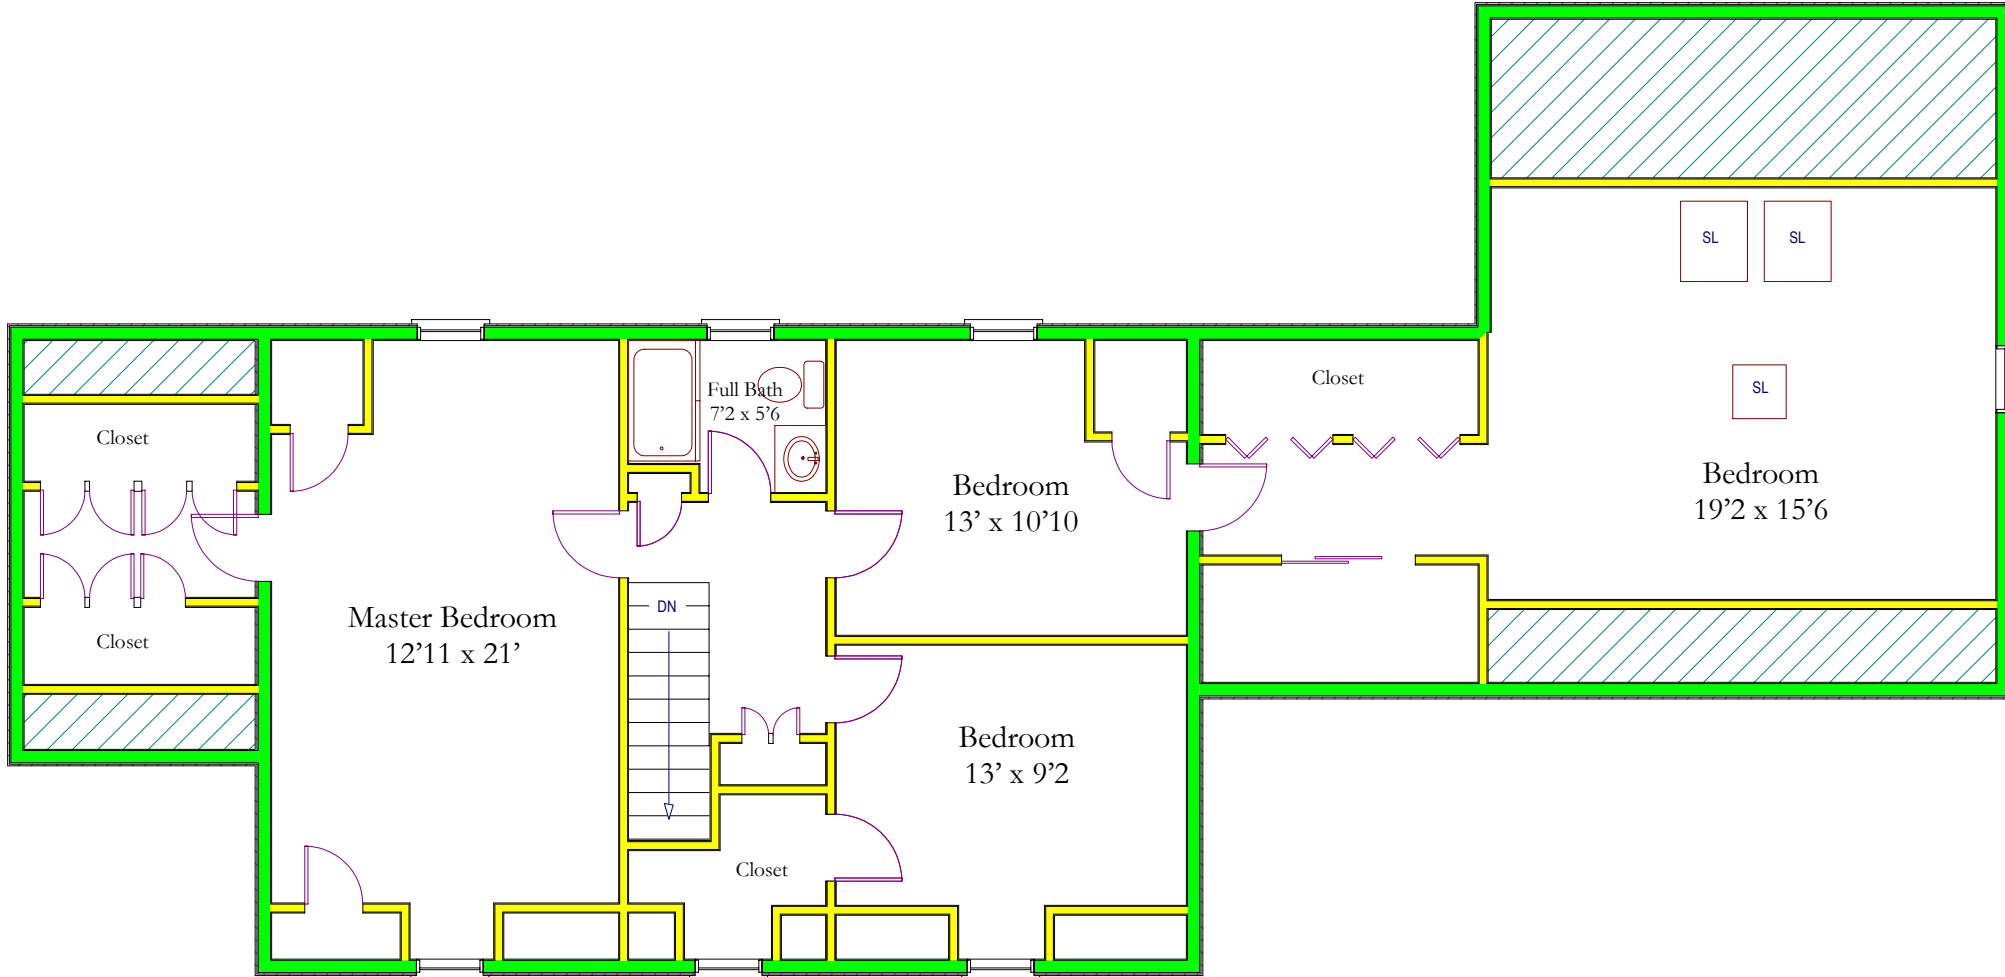 SL
SL
Closet
Full Bath
7’2 x 5’6
SL
Closet
Bedroom
19’2 x 15’6
Bedroom
13’ x 10’10
DN
Master Bedroom
12’11 x 21’
Closet
Bedroom
13’ x 9’2
Closet